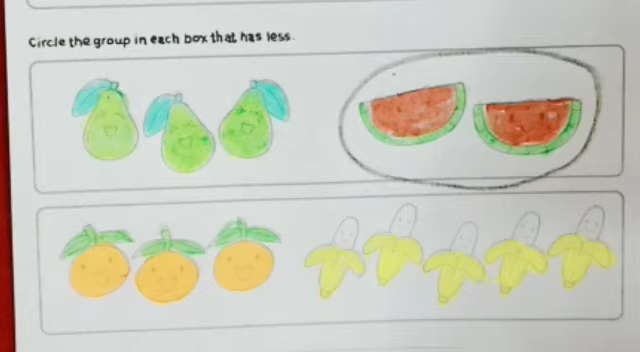 Circle the group in each box that has less.